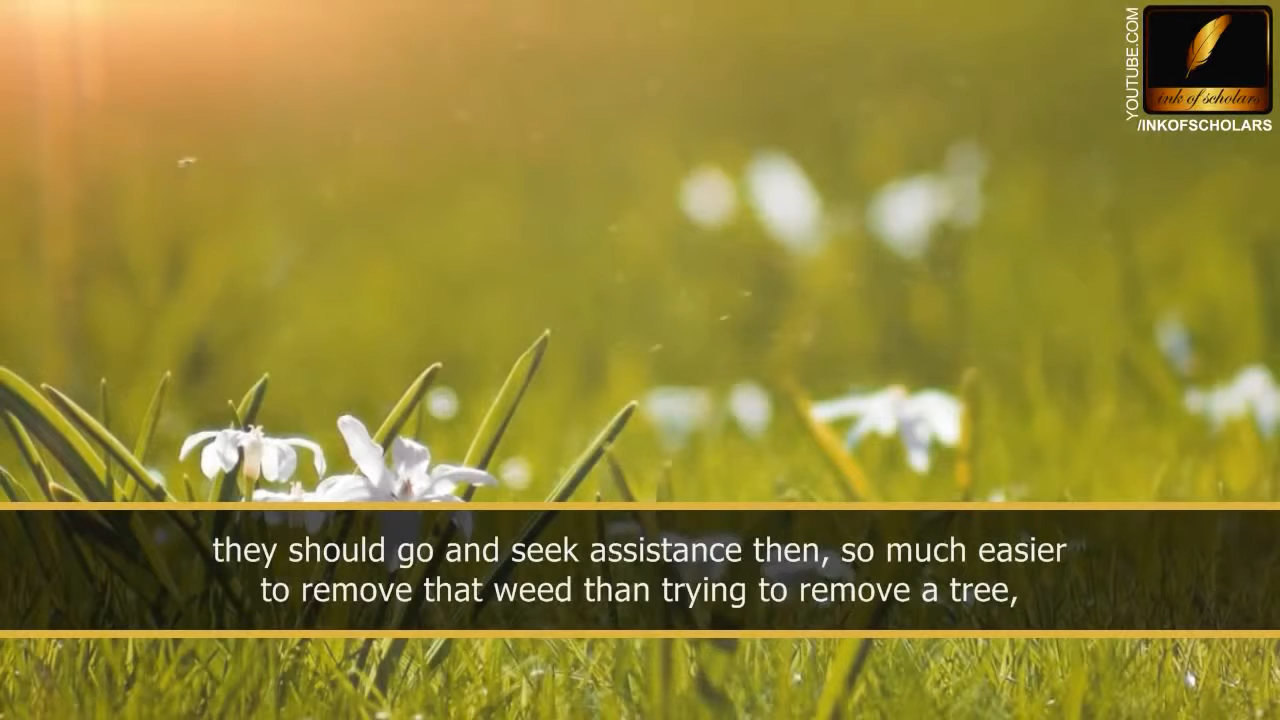 YOUTUBE.COM
ink of scholars
/INKOFSCHOLARS
they should go and seek assistance then, so much easier
to remove that weed than trying to remove a tree,